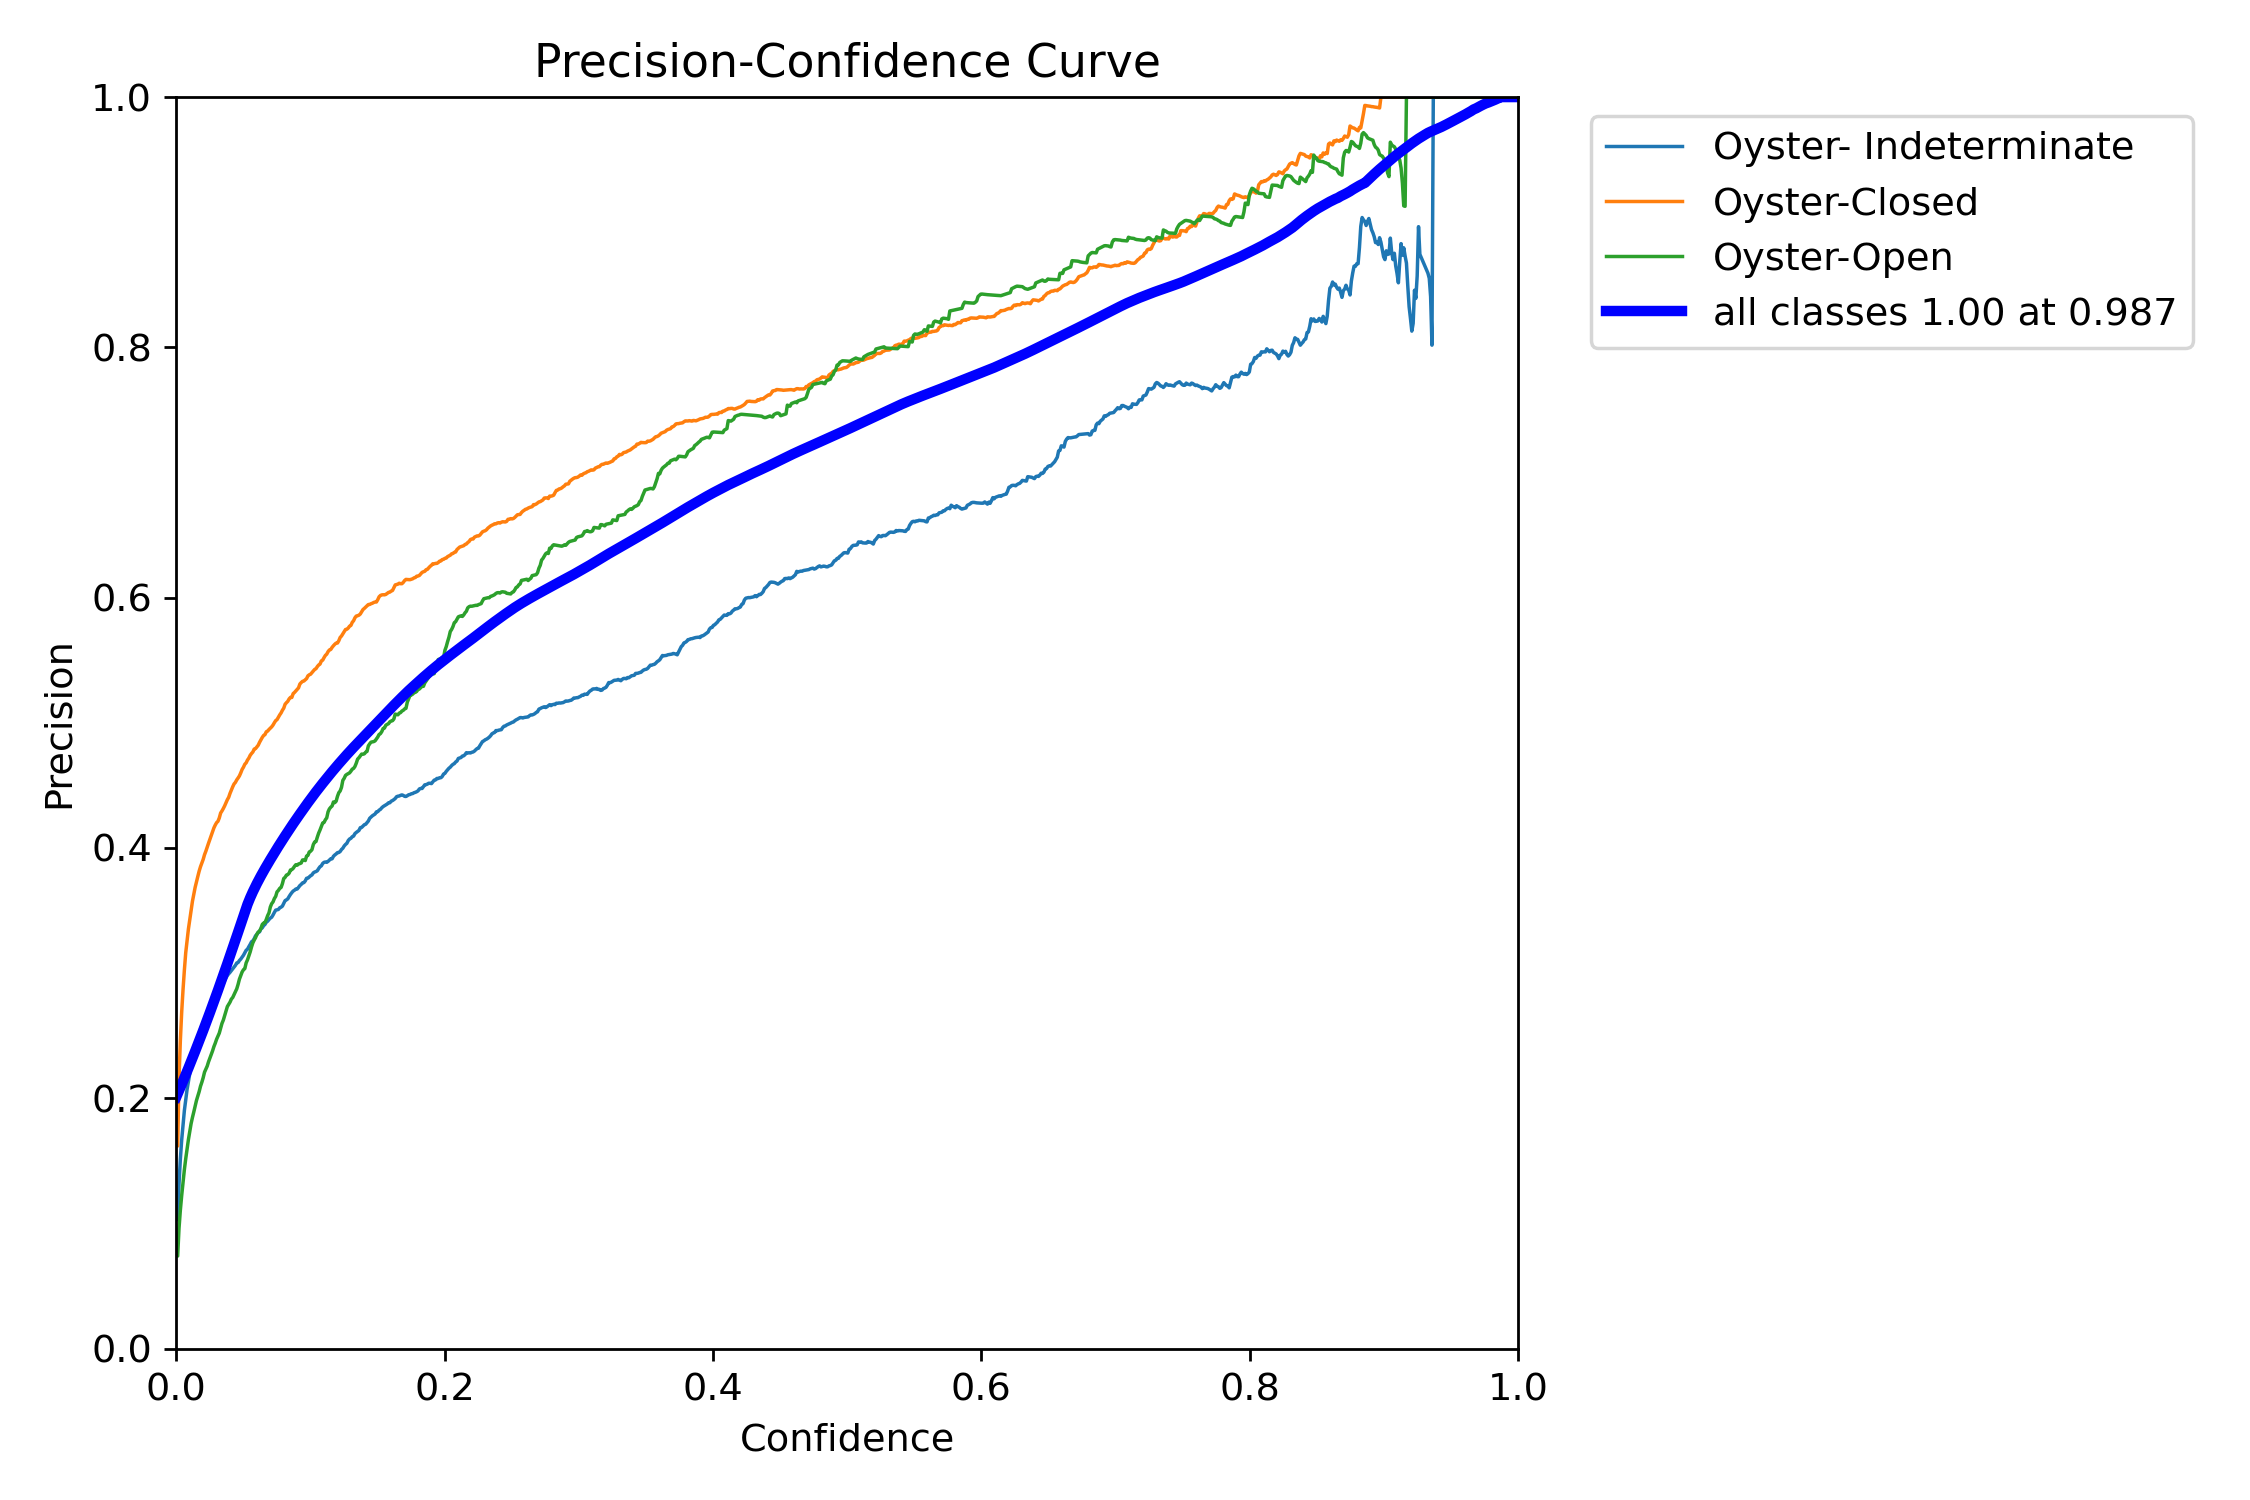 Precision-Confidence Curve
1.0
0.8
0.6
0.4
0.2
0.0
Precision
0.0 0.2 0.4 0.6 0.8 1.0
Confidence
Oyster- Indeterminate
Oyster-Closed
Oyster-Open
all classes 1.00 at 0.987